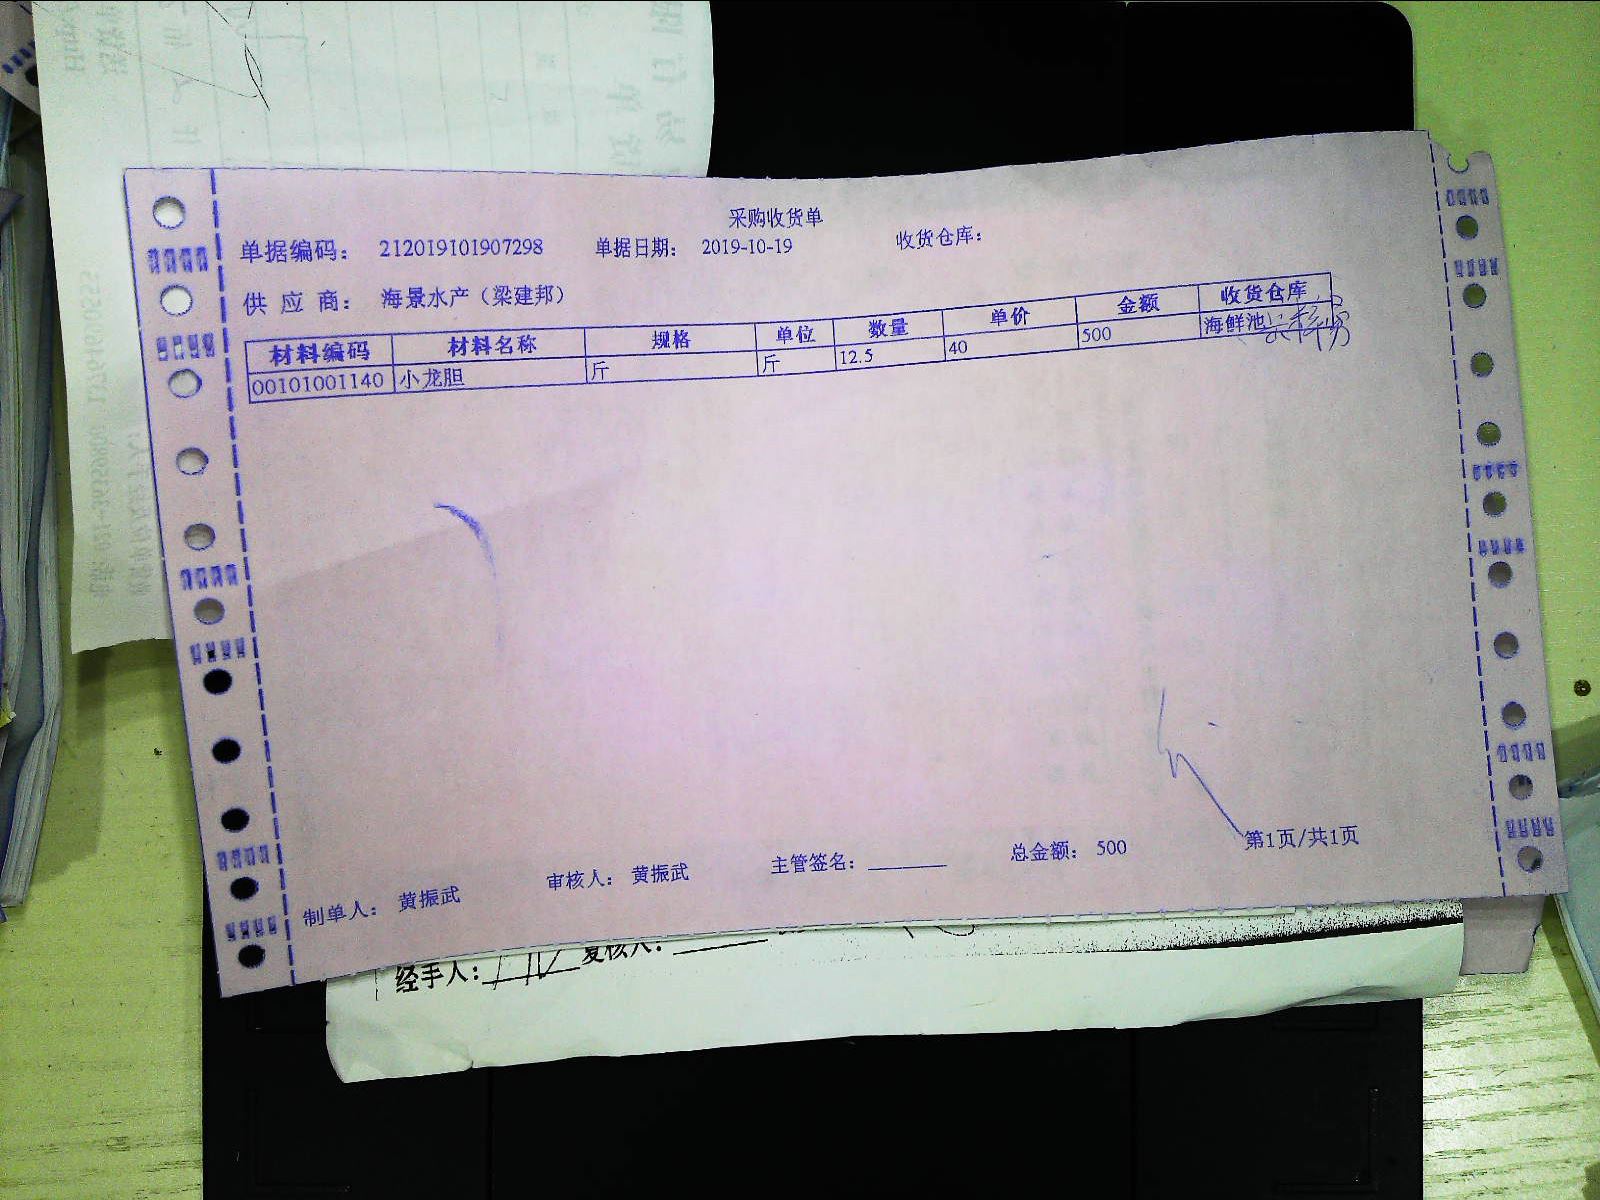 采购收货单
单据编码： 212019101907298 单据日期： 2019-10-19 收货仓库：
供 应 商： 海景水产（梁建邦）
材料编码 材料名称 规格 单位 数量 单价 金额 收货仓库
00101001140 小龙胆 斤 斤 12.5 40 500 海鲜池
制单人： 黄振武 审核人： 黄振武 主管签名： 总金额： 500 第1页/共1页
经手人： 复核人：